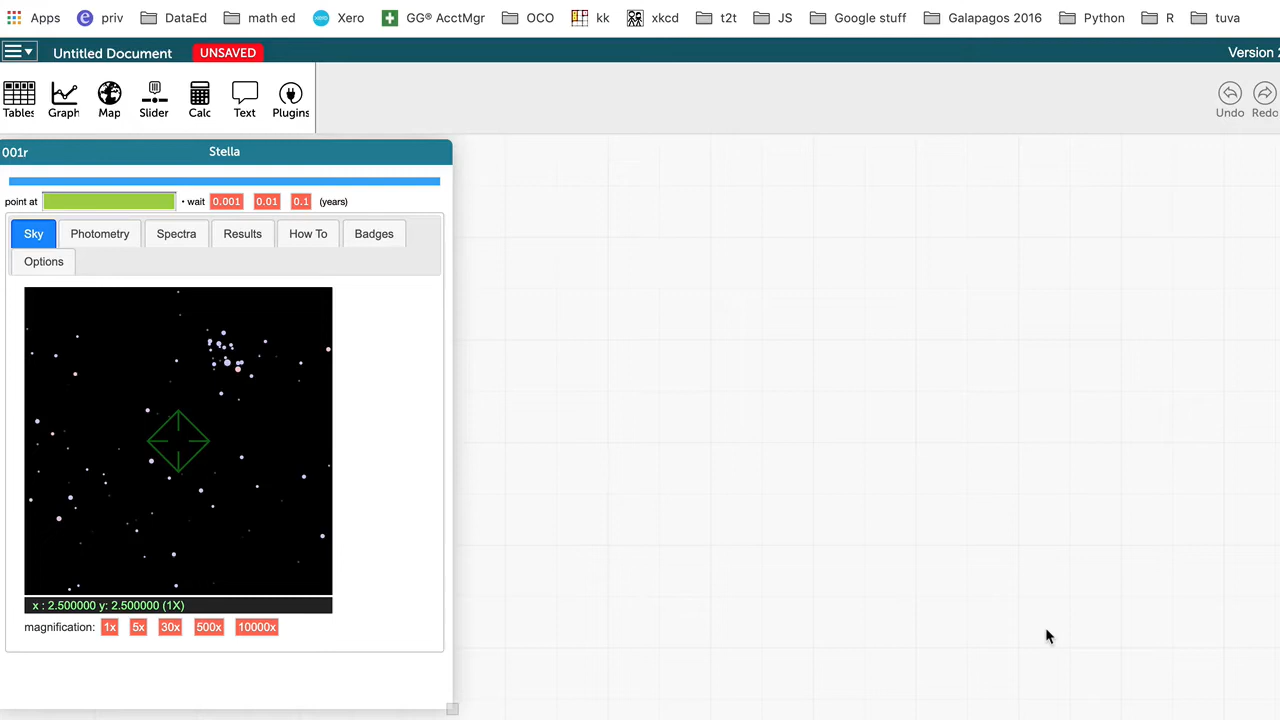 Apps priv DataEd math ed Xero GG® AcctMgr OCO kk xkcd t2t JS Google stuff Galapagos 2016 Python R tuva
Untitled Document UNSAVED Version
Tables Graph Map Slider Calc Text Plugins Undo Redo
001r Stella
point at • wait 0.001 0.01 0.1 (years)
Sky Photometry Spectra Results How To Badges
Options
x : 2.500000 y: 2.500000 (1X)
magnification: 1x 5x 30x 500x 10000x